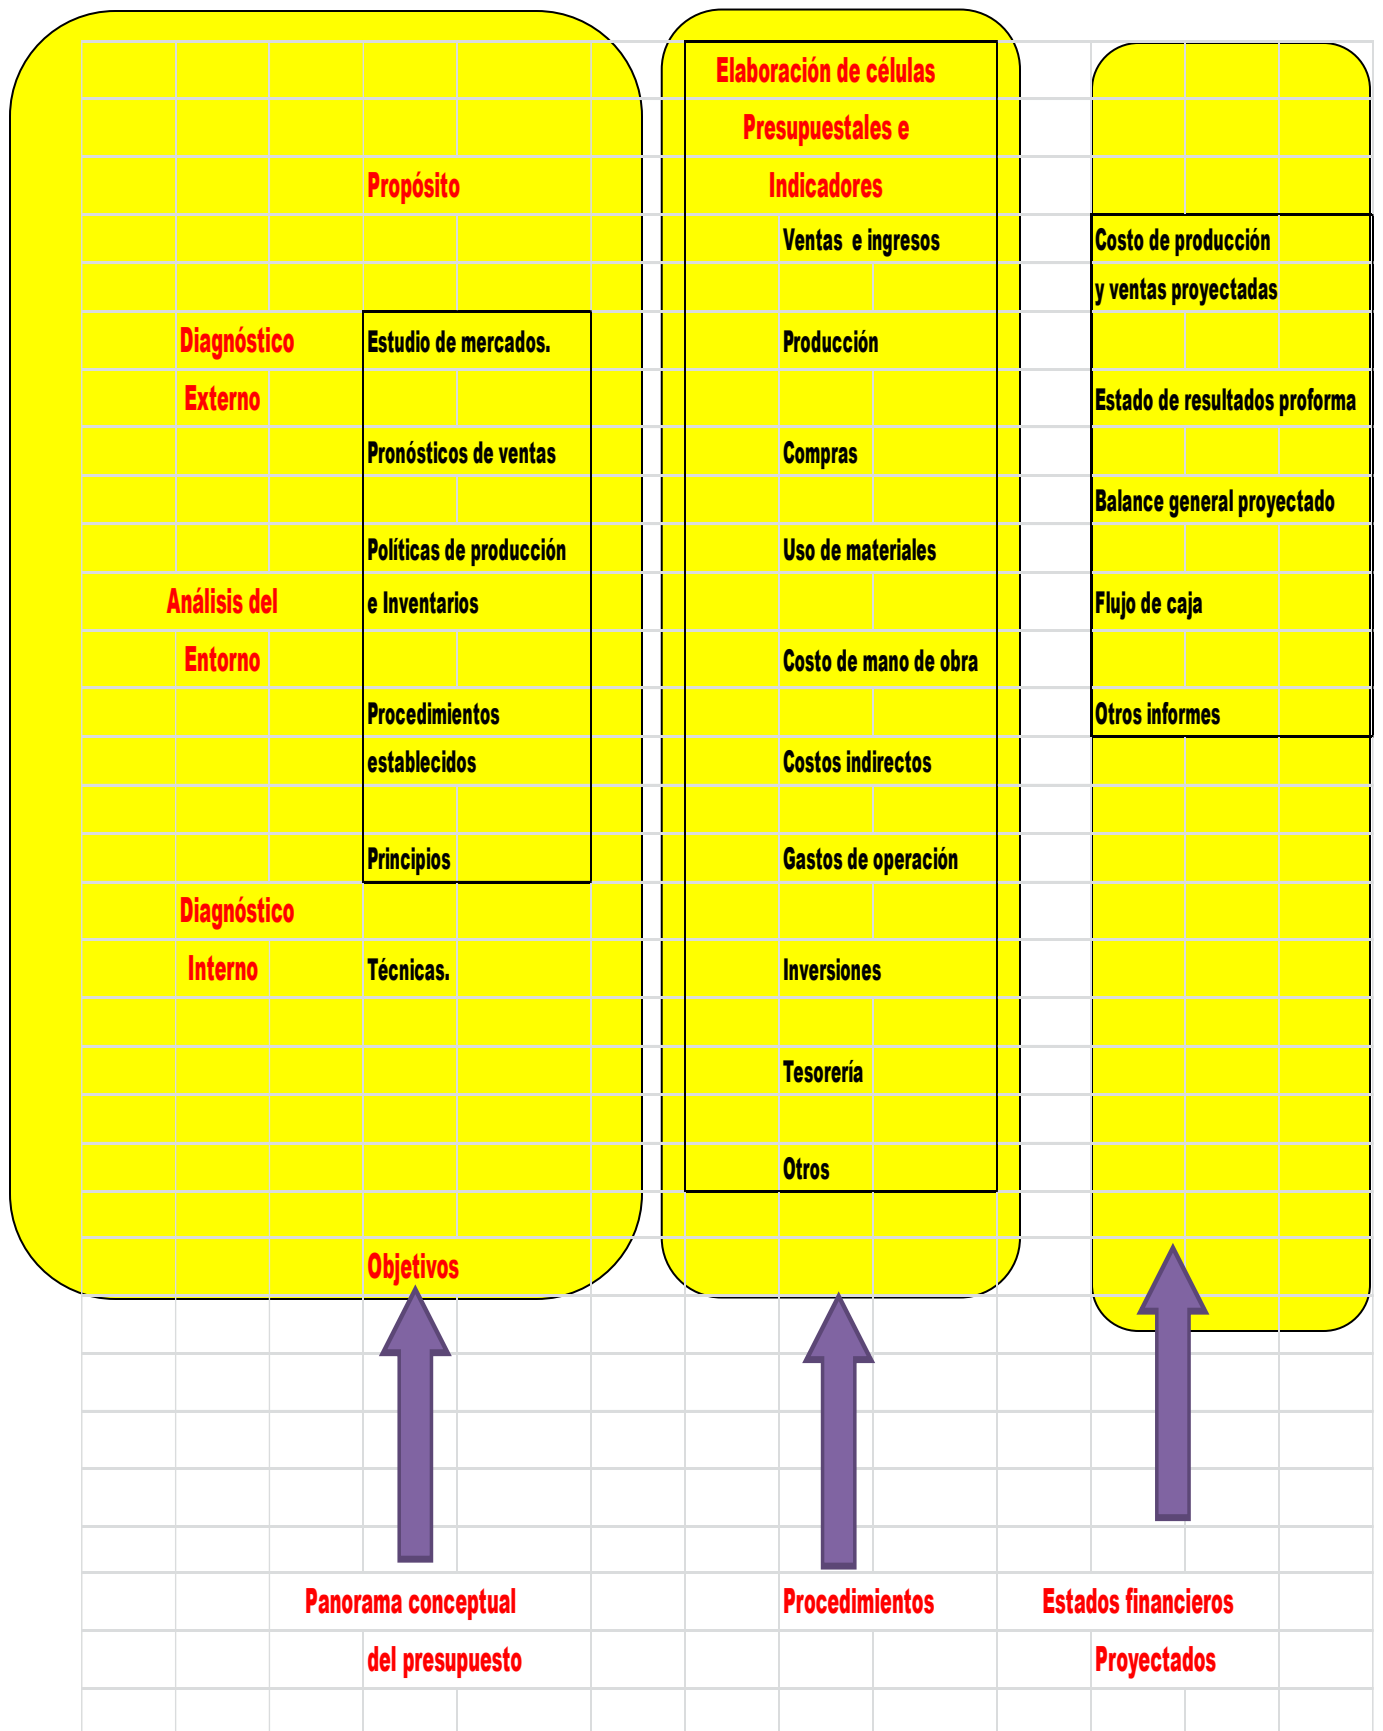 Propósito
Diagnóstico
Externo
Análisis del
Entorno
Diagnóstico
Interno
Estudio de mercados.
Pronósticos de ventas
Políticas de producción
e Inventarios
Procedimientos
establecidos
Principios
Técnicas.
Objetivos
Elaboración de células
Presupuestales e
Indicadores
Ventas  e ingresos
Producción
Compras
Uso de materiales
Costo de mano de obra
Costos indirectos
Gastos de operación
Inversiones
Tesorería
Otros
Costo de producción
y ventas proyectadas
Estado de resultados proforma
Balance general proyectado
Flujo de caja
Otros informes
Panorama conceptual
del presupuesto
Procedimientos
Estados financieros
Proyectados